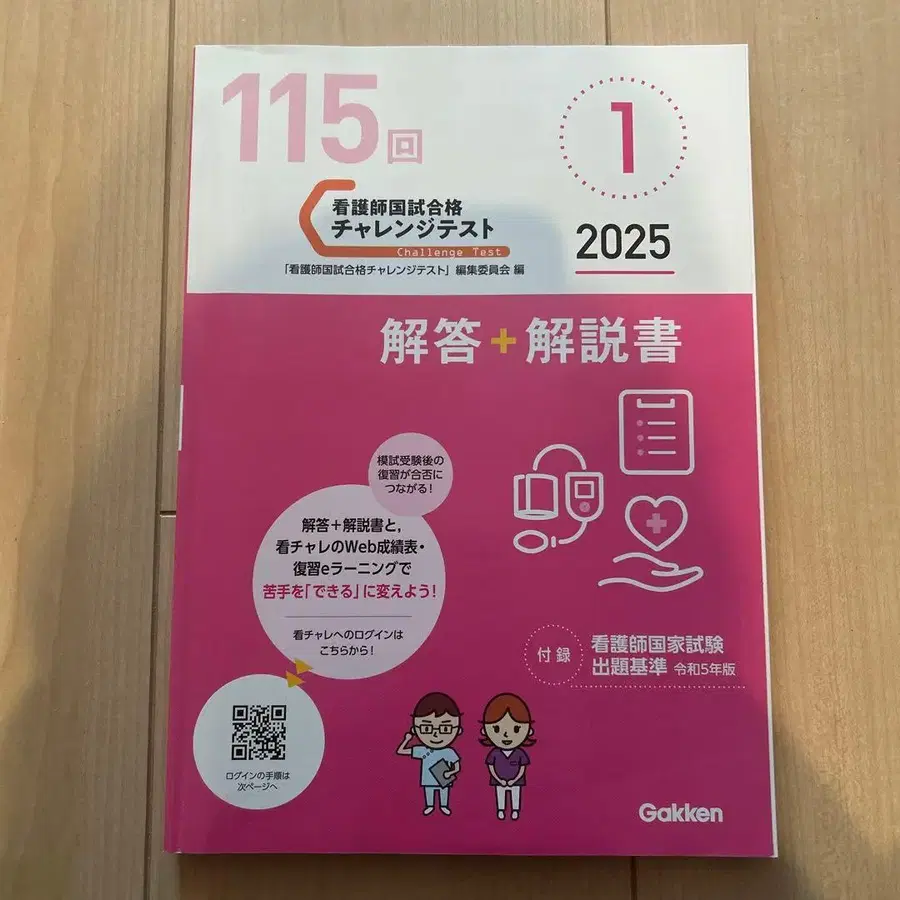 115回
1
2025
看護師国試合格
チャレンジテスト
Challenge Test
「看護師国試合格チャレンジテスト」編集委員会 編
解答+解説書
模試受験後の
復習が合否に
つながる!
解答+解説書と,
看チャレのWeb成績表・
復習eラーニングで
苦手を「できる」に変えよう!
看チャレへのログインは
こちらから!
ログインの手順は
次ページへ
付録
看護師国家試験
出題基準 令和5年版
Gakken